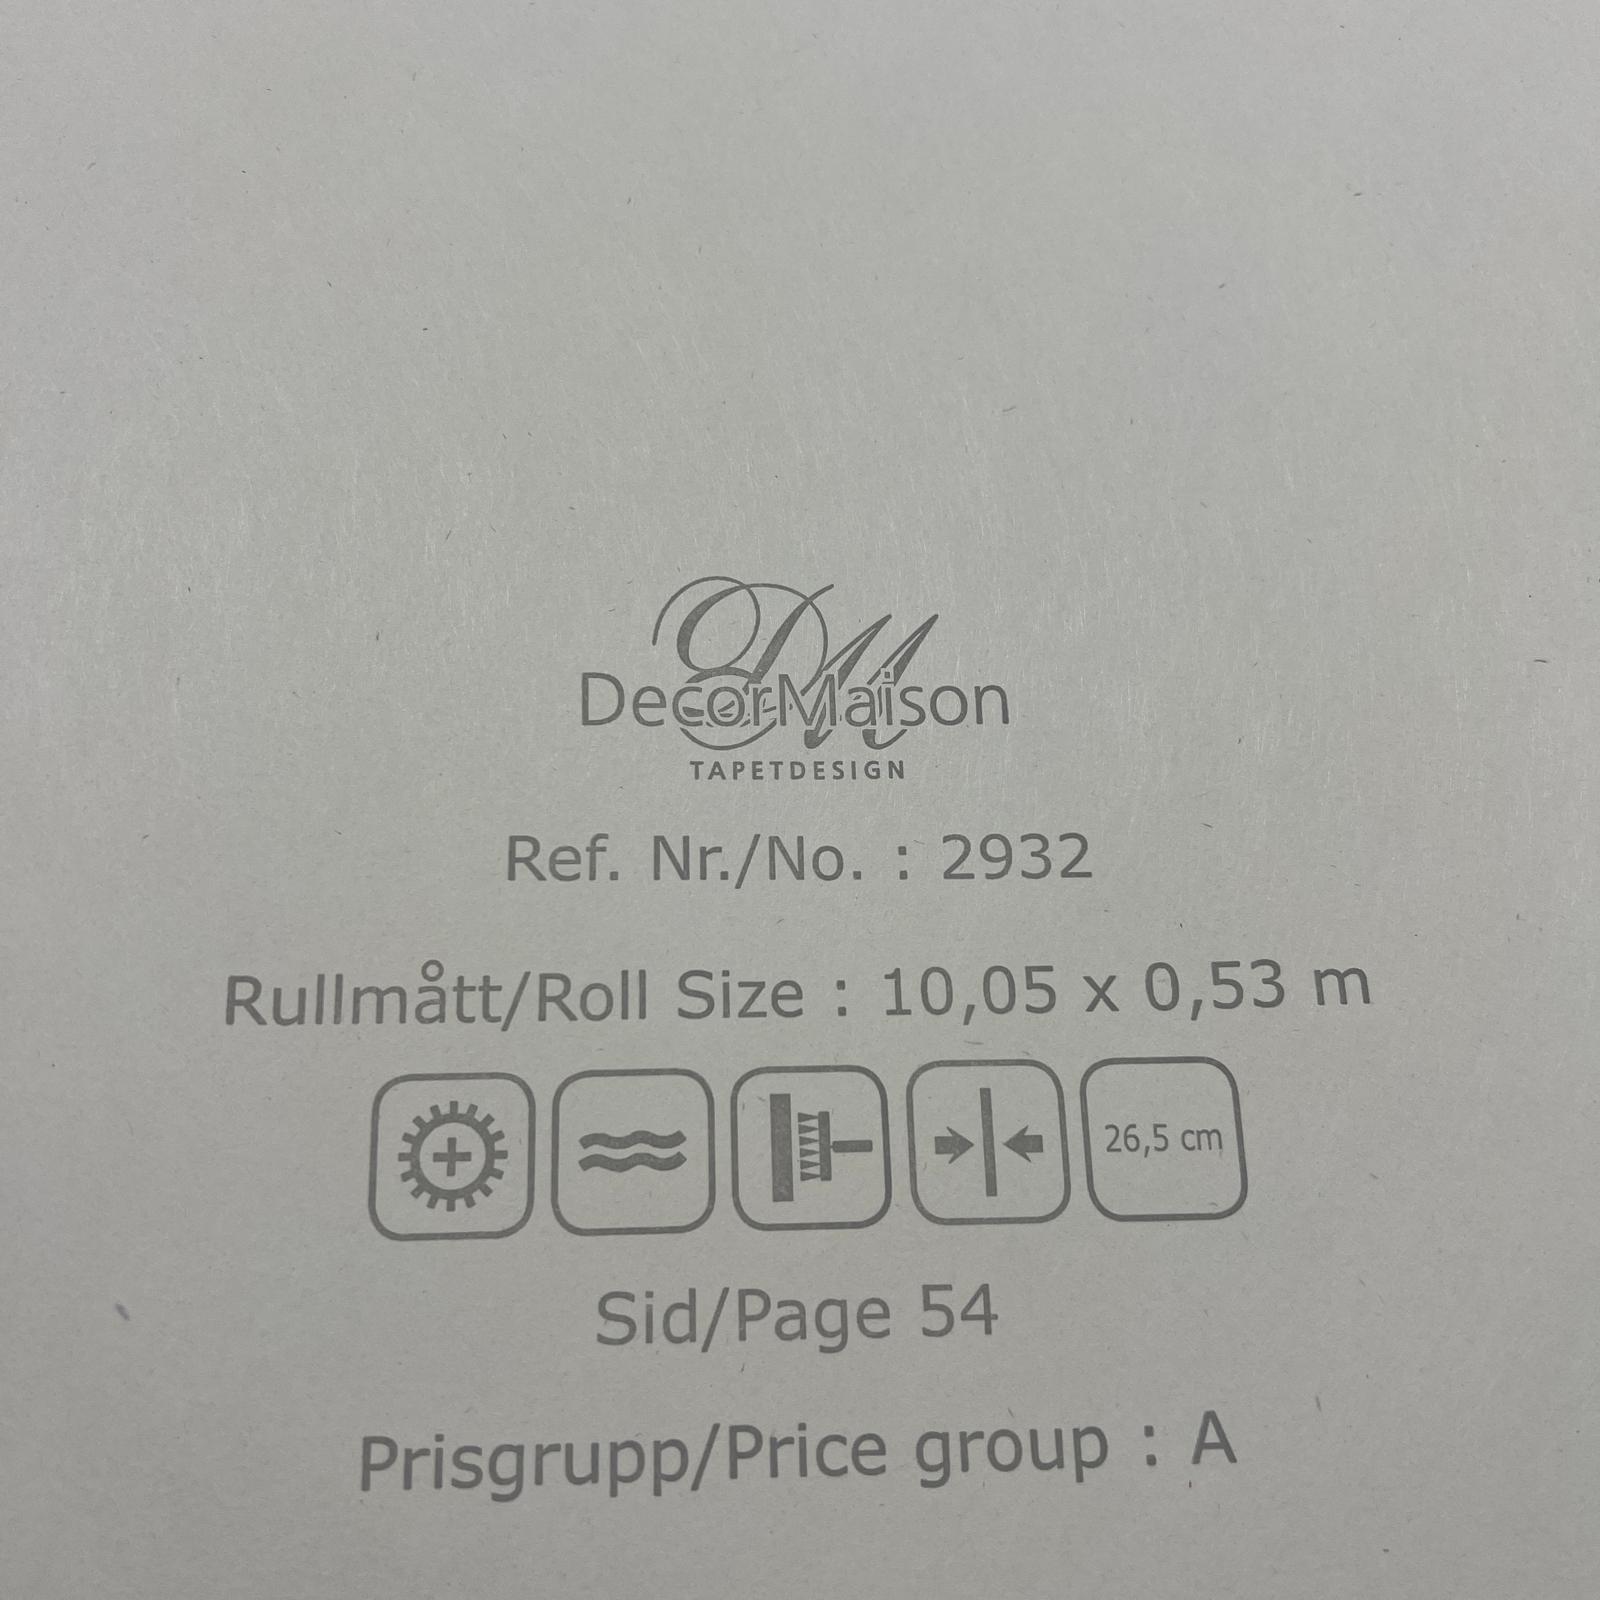 DM
DecorMaison
TAPETDESIGN
Ref. Nr./No. : 2932
Rullmått/Roll Size : 10,05 x 0,53 m
26,5 cm
Sid/Page 54
Prisgrupp/Price group : A